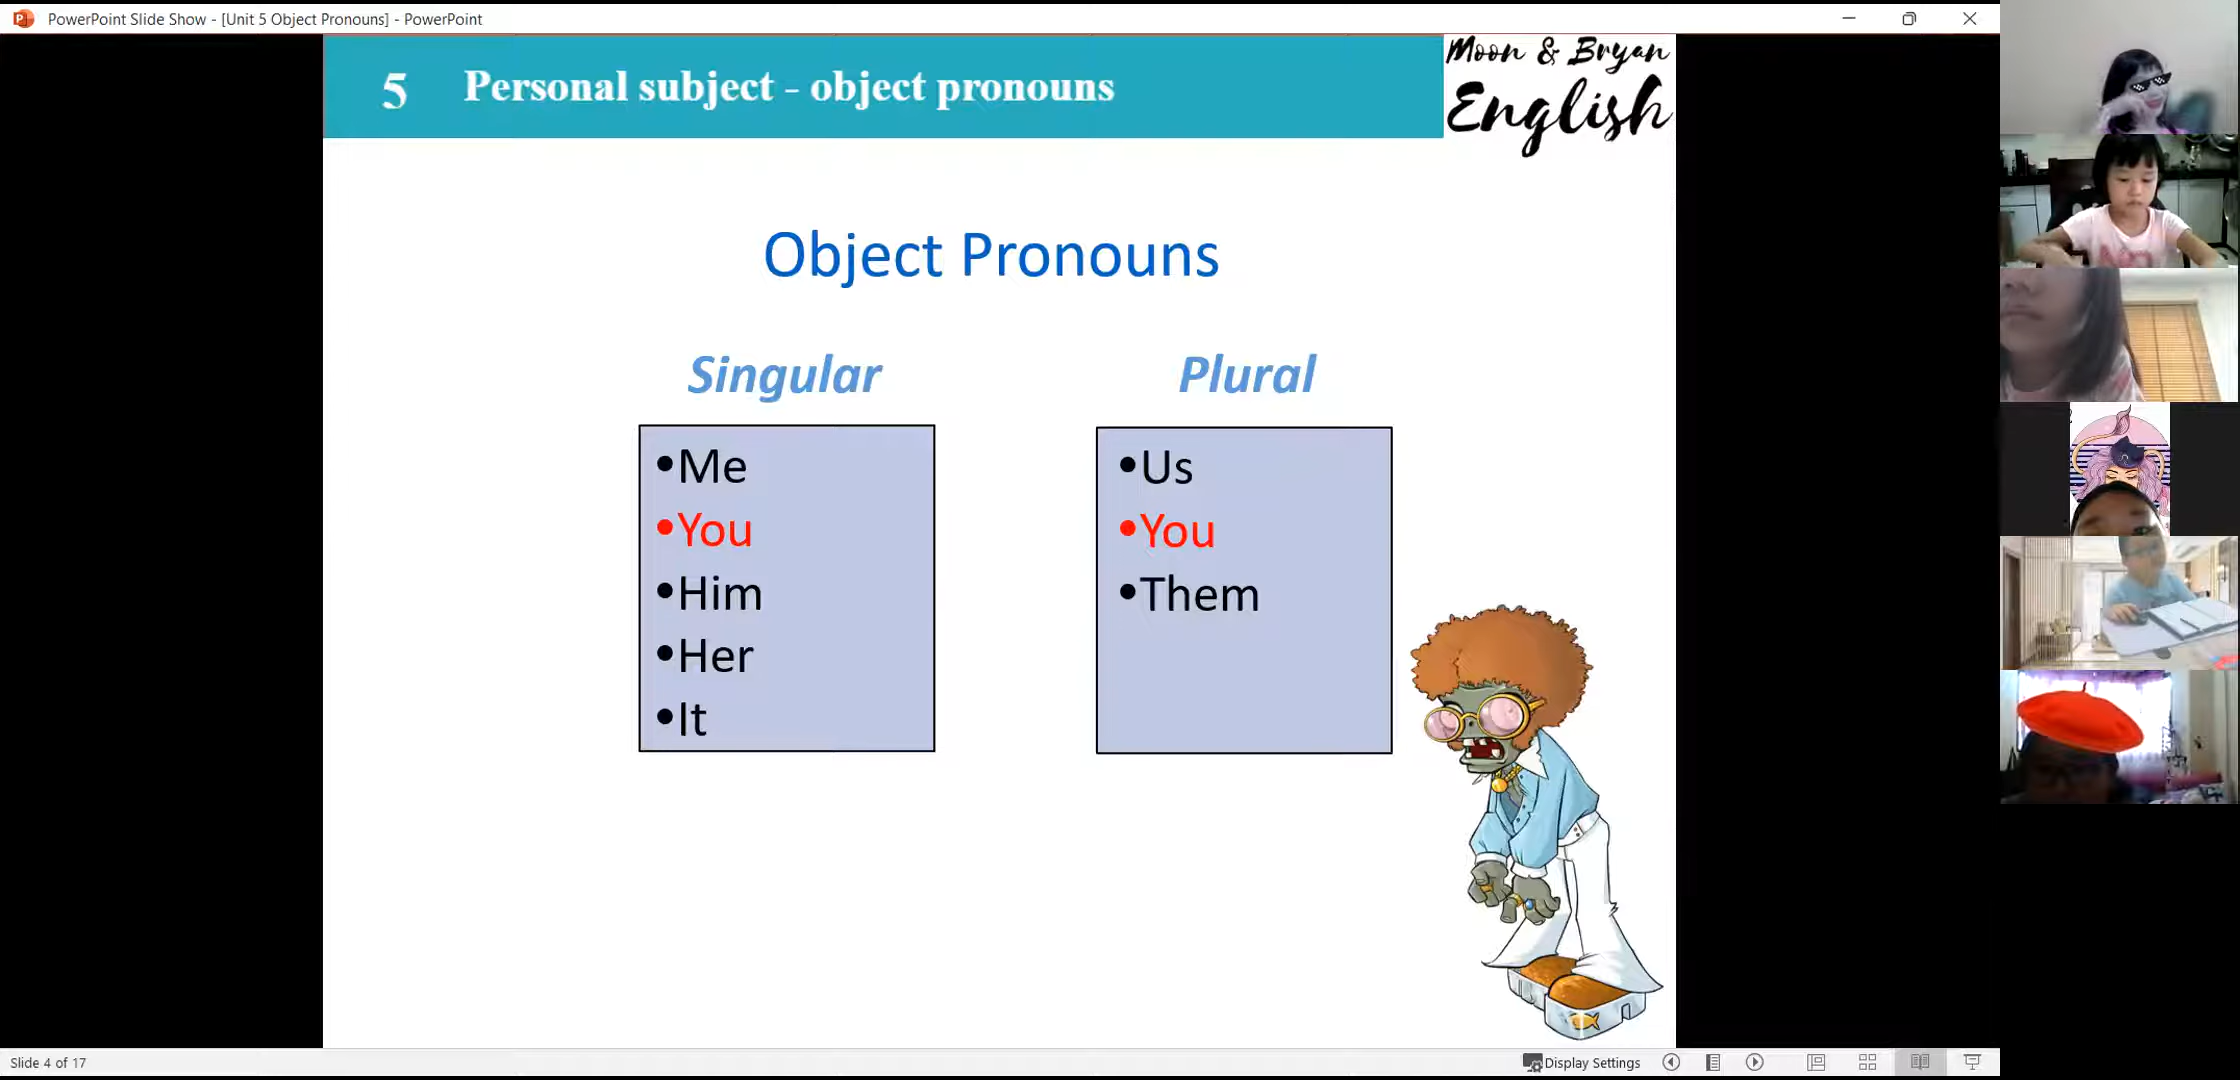 PowerPoint Slide Show - [Unit 5 Object Pronouns] - PowerPoint
5 Personal subject - object pronouns
Moon & Bryan
English
Object Pronouns
Singular
•Me
•You
•Him
•Her
•It
Plural
•Us
•You
•Them
Slide 4 of 17
Display Settings